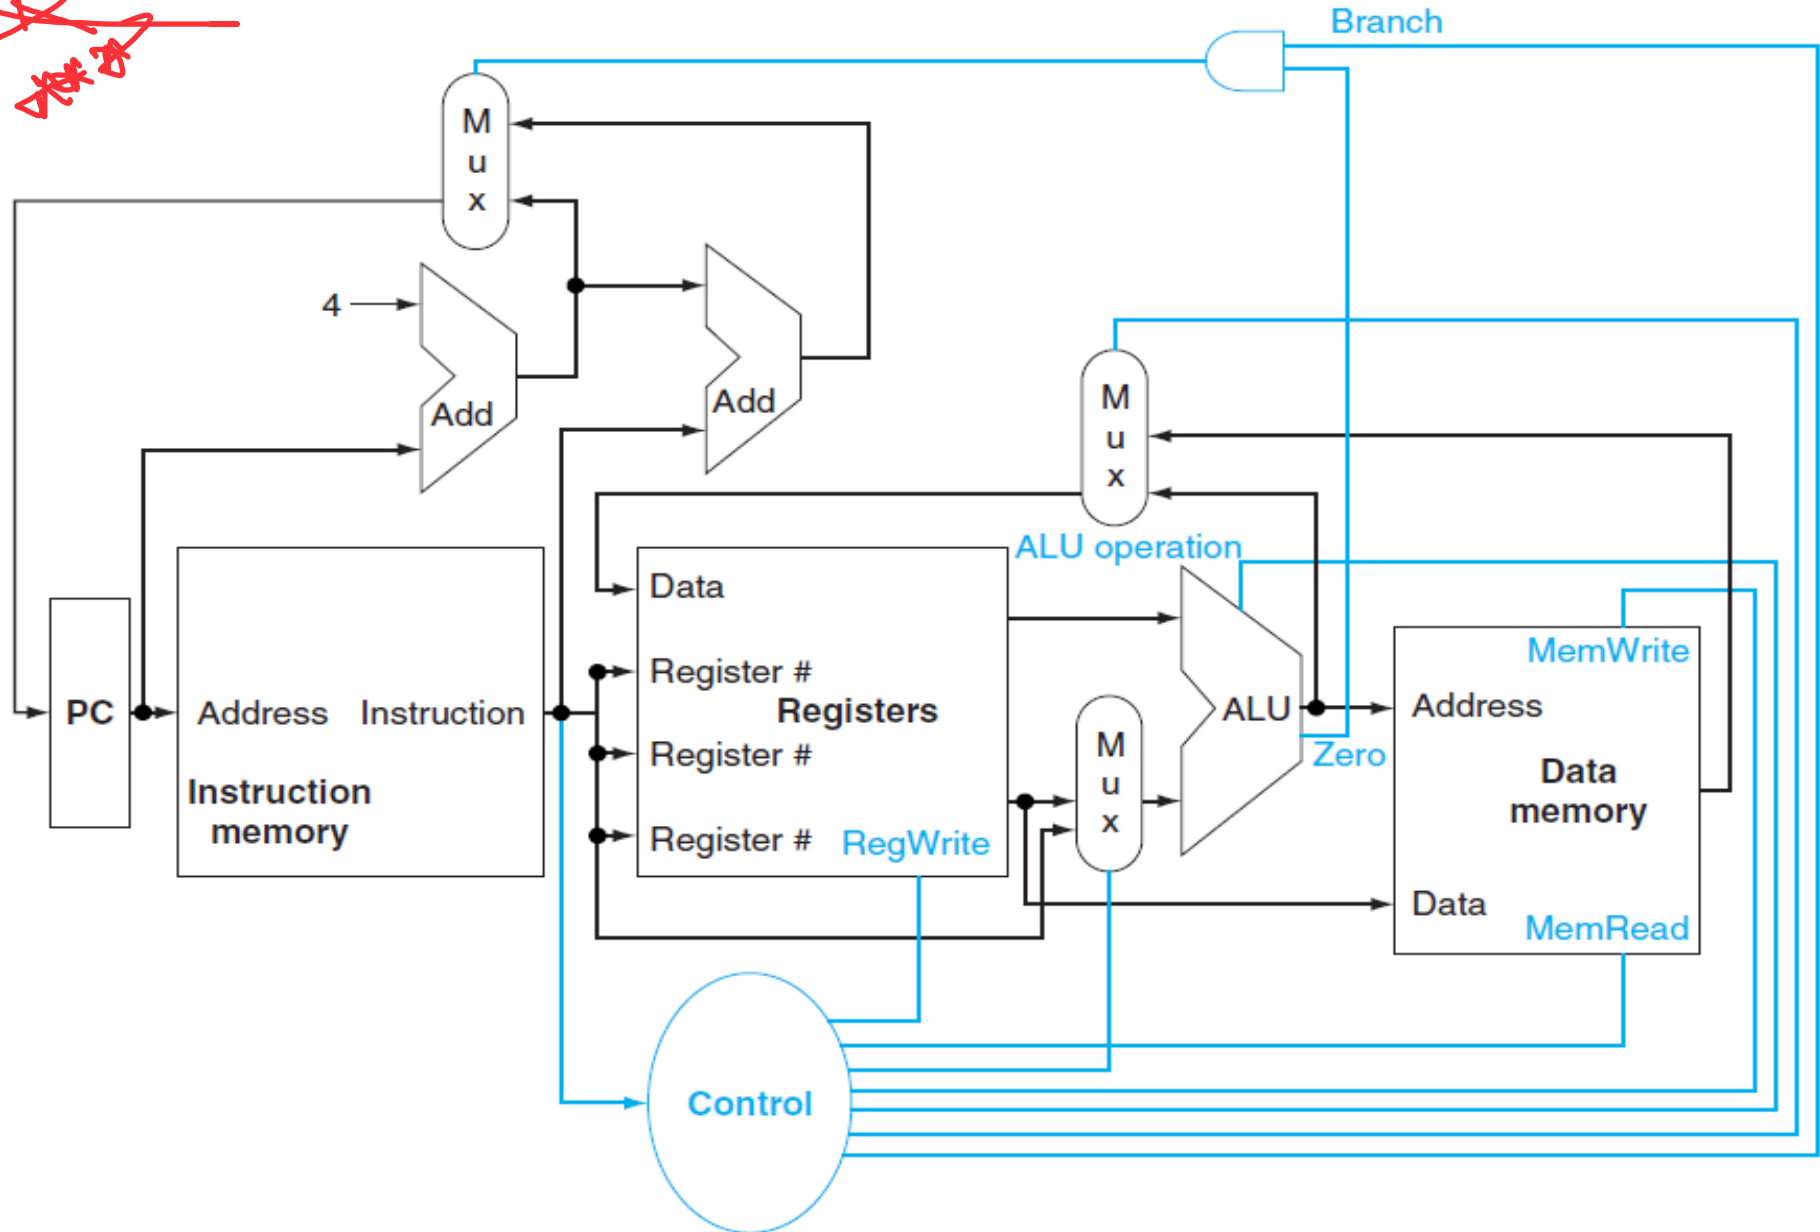 Branch
M
u
x
4
Add
Add
M
u
x
ALU operation
Data
Register #
Registers
Register #
Register #
RegWrite
PC
Address
Instruction
Instruction
memory
M
u
x
ALU
Zero
MemWrite
Address
Data
memory
Data
MemRead
Control